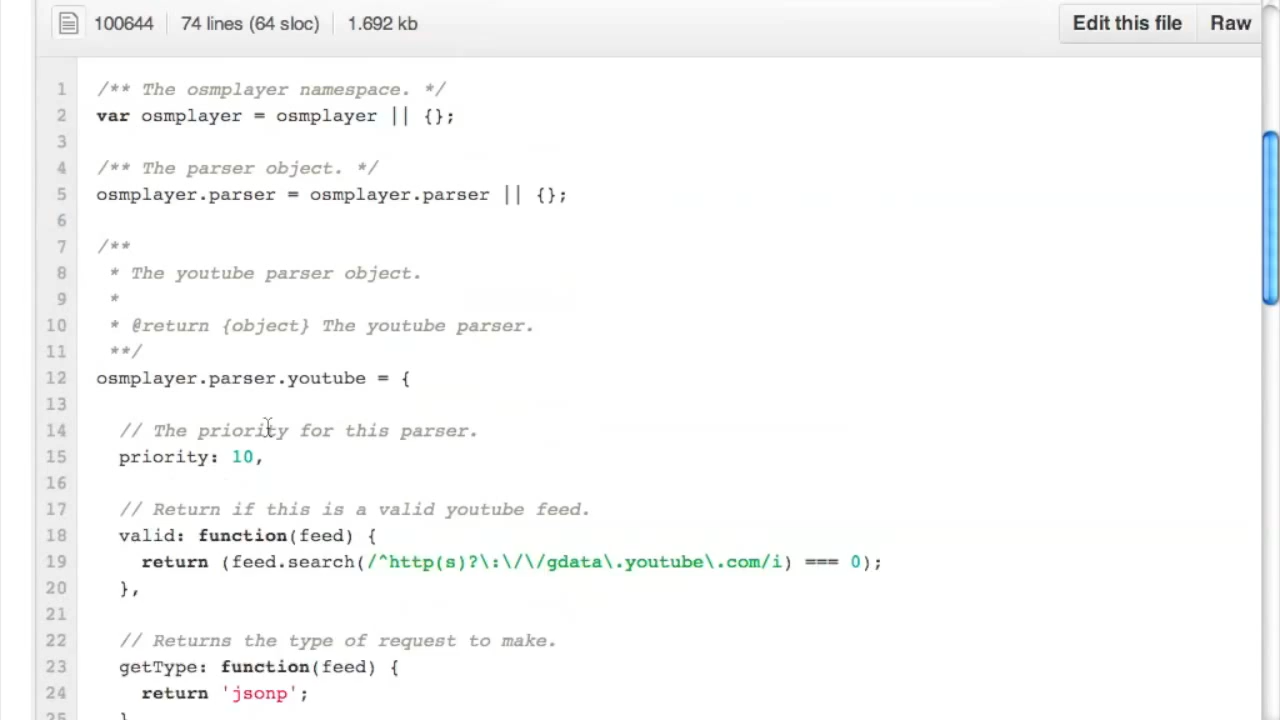 100644 74 lines (64 sloc) 1.692 kb Edit this file Raw
1 /** The osmplayer namespace. */
2 var osmplayer = osmplayer || {};
3
4 /** The parser object. */
5 osmplayer.parser = osmplayer.parser || {};
6
7 /**
8  * The youtube parser object.
9  *
10  * @return {object} The youtube parser.
11  **/
12 osmplayer.parser.youtube = {
13
14   // The priority for this parser.
15   priority: 10,
16
17   // Return if this is a valid youtube feed.
18   valid: function(feed) {
19     return (feed.search(/^http(s)?\:\/\/gdata\.youtube\.com/i) === 0);
20   },
21
22   // Returns the type of request to make.
23   getType: function(feed) {
24     return 'jsonp';
25   }